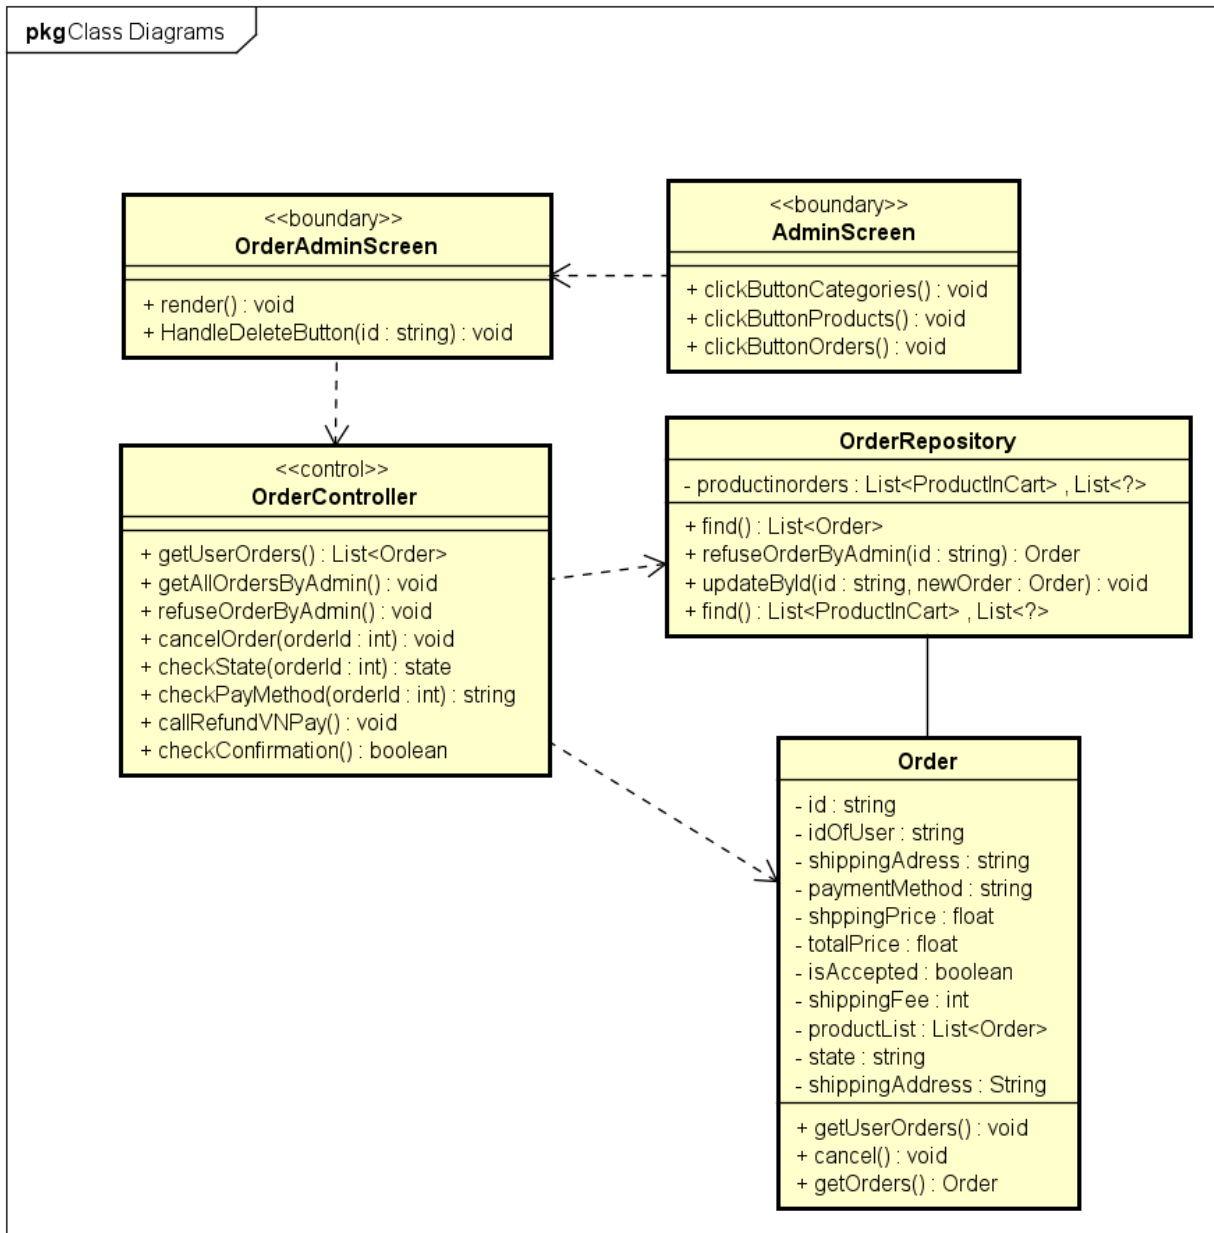 pkg Class Diagrams
<<boundary>>
OrderAdminScreen
+ render() : void
+ HandleDeleteButton(id : string) : void
<<boundary>>
AdminScreen
+ clickButtonCategories() : void
+ clickButtonProducts() : void
+ clickButtonOrders() : void
<<control>>
OrderController
+ getUserOrders() : List<Order>
+ getAllOrdersByAdmin() : void
+ refuseOrderByAdmin() : void
+ cancelOrder(orderId : int) : void
+ checkState(orderId : int) : state
+ checkPayMethod(orderId : int) : string
+ callRefundVNPay() : void
+ checkConfirmation() : boolean
OrderRepository
- productinorders : List<ProductInCart> , List<?>
+ find() : List<Order>
+ refuseOrderByAdmin(id : string) : Order
+ updateById(id : string, newOrder : Order) : void
+ find() : List<ProductInCart> , List<?>
Order
- id : string
- idOfUser : string
- shippingAdress : string
- paymentMethod : string
- shppingPrice : float
- totalPrice : float
- isAccepted : boolean
- shippingFee : int
- productList : List<Order>
- state : string
- shippingAddress : String
+ getUserOrders() : void
+ cancel() : void
+ getOrders() : Order